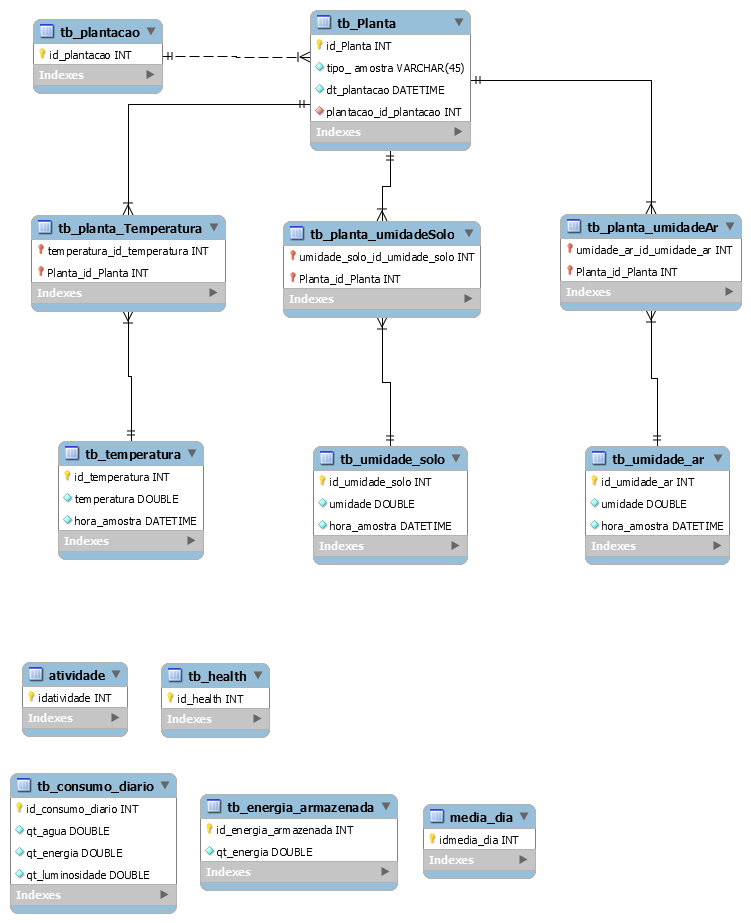 tb_plantacao
id_plantacao INT
Indexes
tb_Planta
id_Planta INT
tipo_ amostra VARCHAR(45)
dt_plantacao DATETIME
plantacao_id_plantacao INT
Indexes
tb_planta_Temperatura
temperatura_id_temperatura INT
Planta_id_Planta INT
Indexes
tb_planta_umidadeSolo
umidade_solo_id_umidade_solo INT
Planta_id_Planta INT
Indexes
tb_planta_umidadeAr
umidade_ar_id_umidade_ar INT
Planta_id_Planta INT
Indexes
tb_temperatura
id_temperatura INT
temperatura DOUBLE
hora_amostra DATETIME
Indexes
tb_umidade_solo
id_umidade_solo INT
umidade DOUBLE
hora_amostra DATETIME
Indexes
tb_umidade_ar
id_umidade_ar INT
umidade DOUBLE
hora_amostra DATETIME
Indexes
atividade
idatividade INT
Indexes
tb_health
id_health INT
Indexes
tb_consumo_diario
id_consumo_diario INT
qt_agua DOUBLE
qt_energia DOUBLE
qt_luminosidade DOUBLE
Indexes
tb_energia_armazenada
id_energia_armazenada INT
qt_energia DOUBLE
Indexes
media_dia
idmedia_dia INT
Indexes